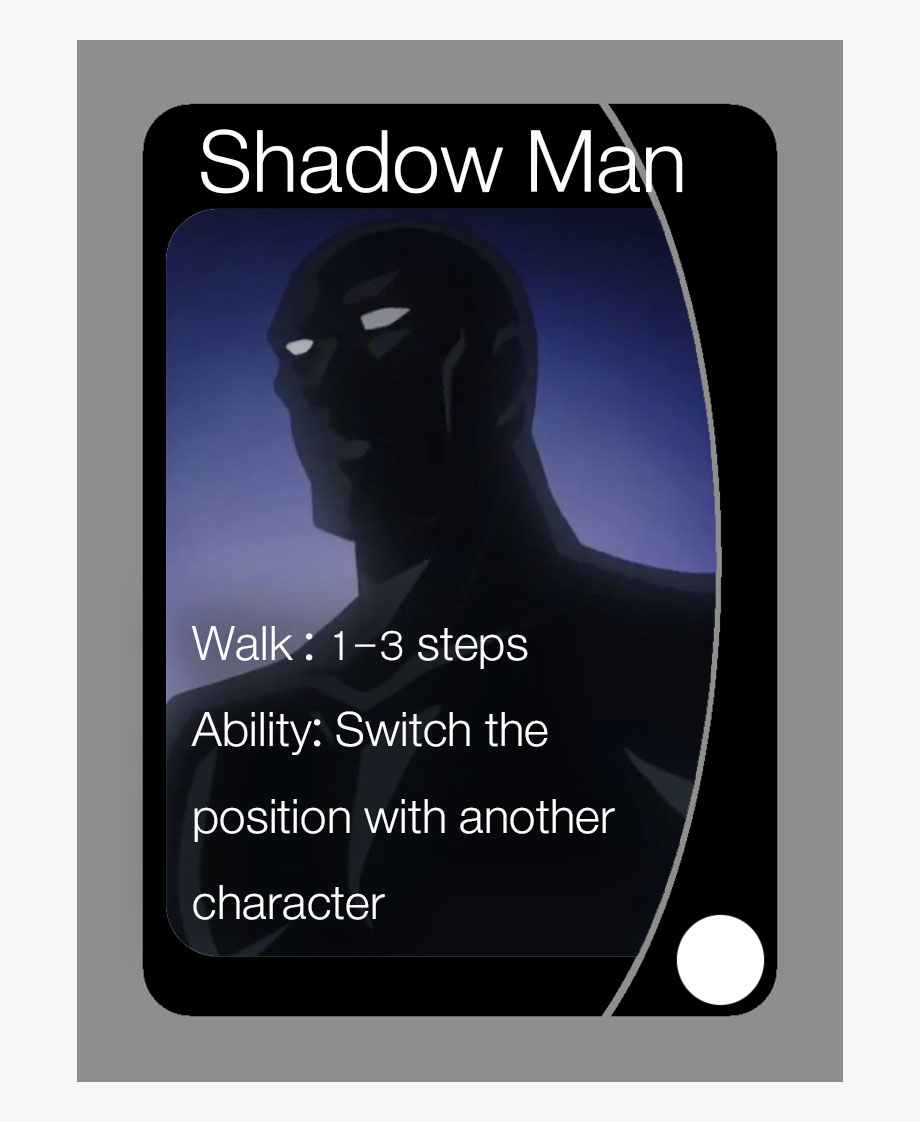 Shadow Man
Walk : 1–3 steps
Ability: Switch the
position with another
character